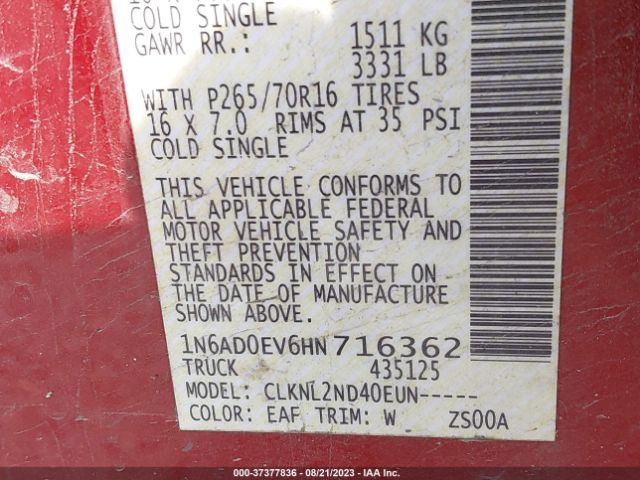 COLD SINGLE
GAWR RR.: 1511 KG
3331 LB
WITH P265/70R16 TIRES
16 X 7.0 RIMS AT 35 PSI
COLD SINGLE
THIS VEHICLE CONFORMS TO
ALL APPLICABLE FEDERAL
MOTOR VEHICLE SAFETY AND
THEFT PREVENTION
STANDARDS IN EFFECT ON
THE DATE OF MANUFACTURE
SHOWN ABOVE.
1N6AD0EV6HN716362
TRUCK 435125
MODEL: CLKNL2ND40EUN-----
COLOR: EAF TRIM: W ZS00A
000-37377836 - 08/21/2023 - IAA Inc.